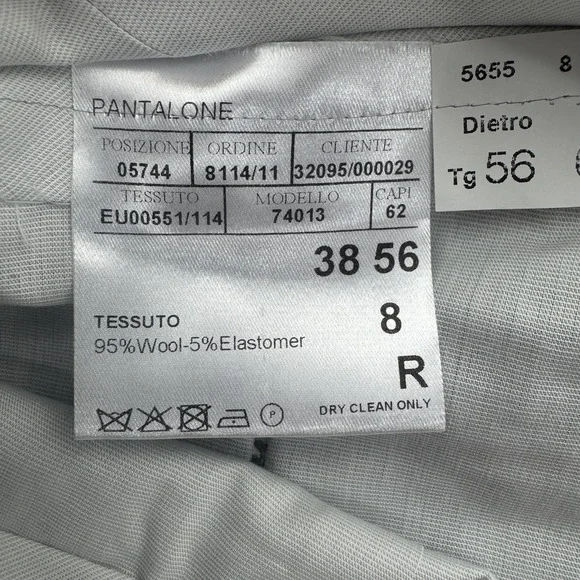 PANTALONE
POSIZIONE ORDINE CLIENTE
05744 8114/11 32095/000029
TESSUTO MODELLO CAPI
EU00551/114 74013 62
38 56
TESSUTO 8
95%Wool-5%Elastomer
R
P
DRY CLEAN ONLY
5655 8
Dietro
Tg 56